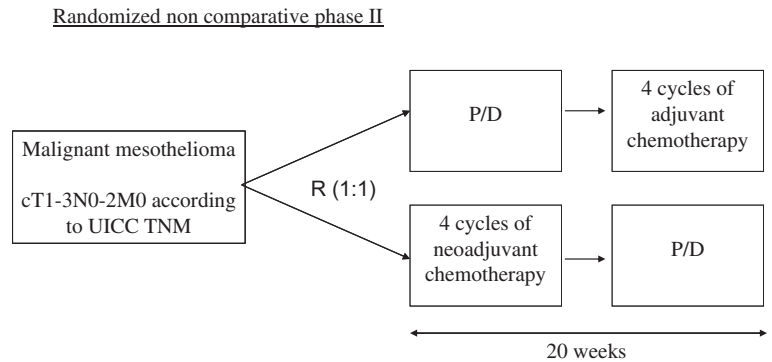 Randomized non comparative phase II
Malignant mesothelioma
cT1-3N0-2M0 according
to UICC TNM
R (1:1)
P/D
4 cycles of
adjuvant
chemotherapy
4 cycles of
neoadjuvant
chemotherapy
P/D
20 weeks